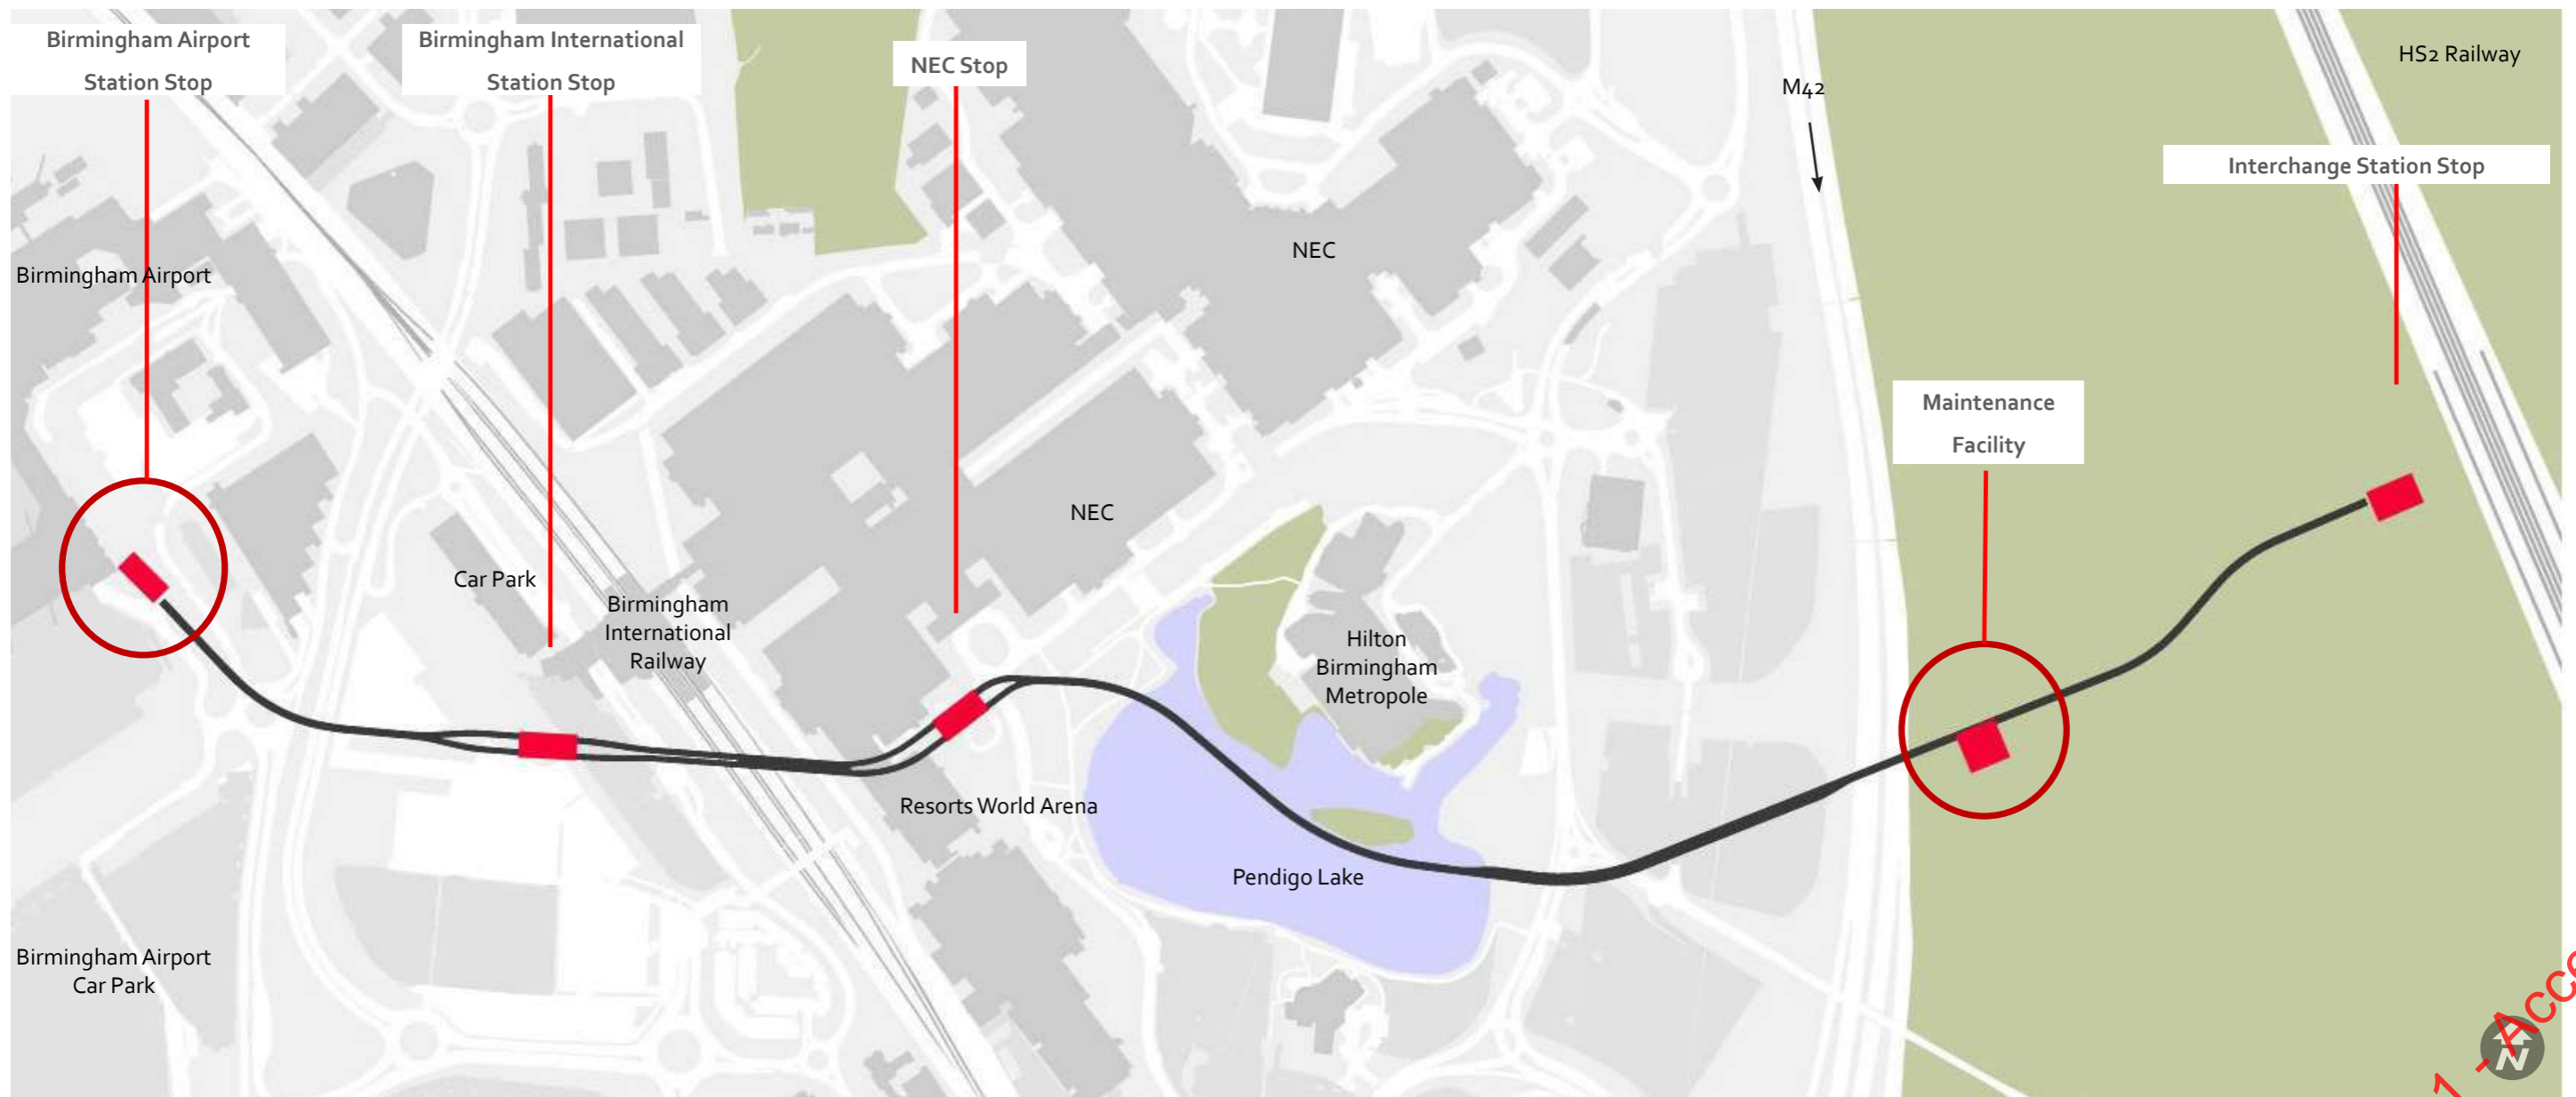 Birmingham Airport
Station Stop
Birmingham International
Station Stop
NEC Stop
M42
HS2 Railway
Interchange Station Stop
NEC
Birmingham Airport
Maintenance
Facility
NEC
Car Park
Birmingham
International
Railway
Hilton
Birmingham
Metropole
Resorts World Arena
Pendigo Lake
Birmingham Airport
Car Park
1 - Acce
N